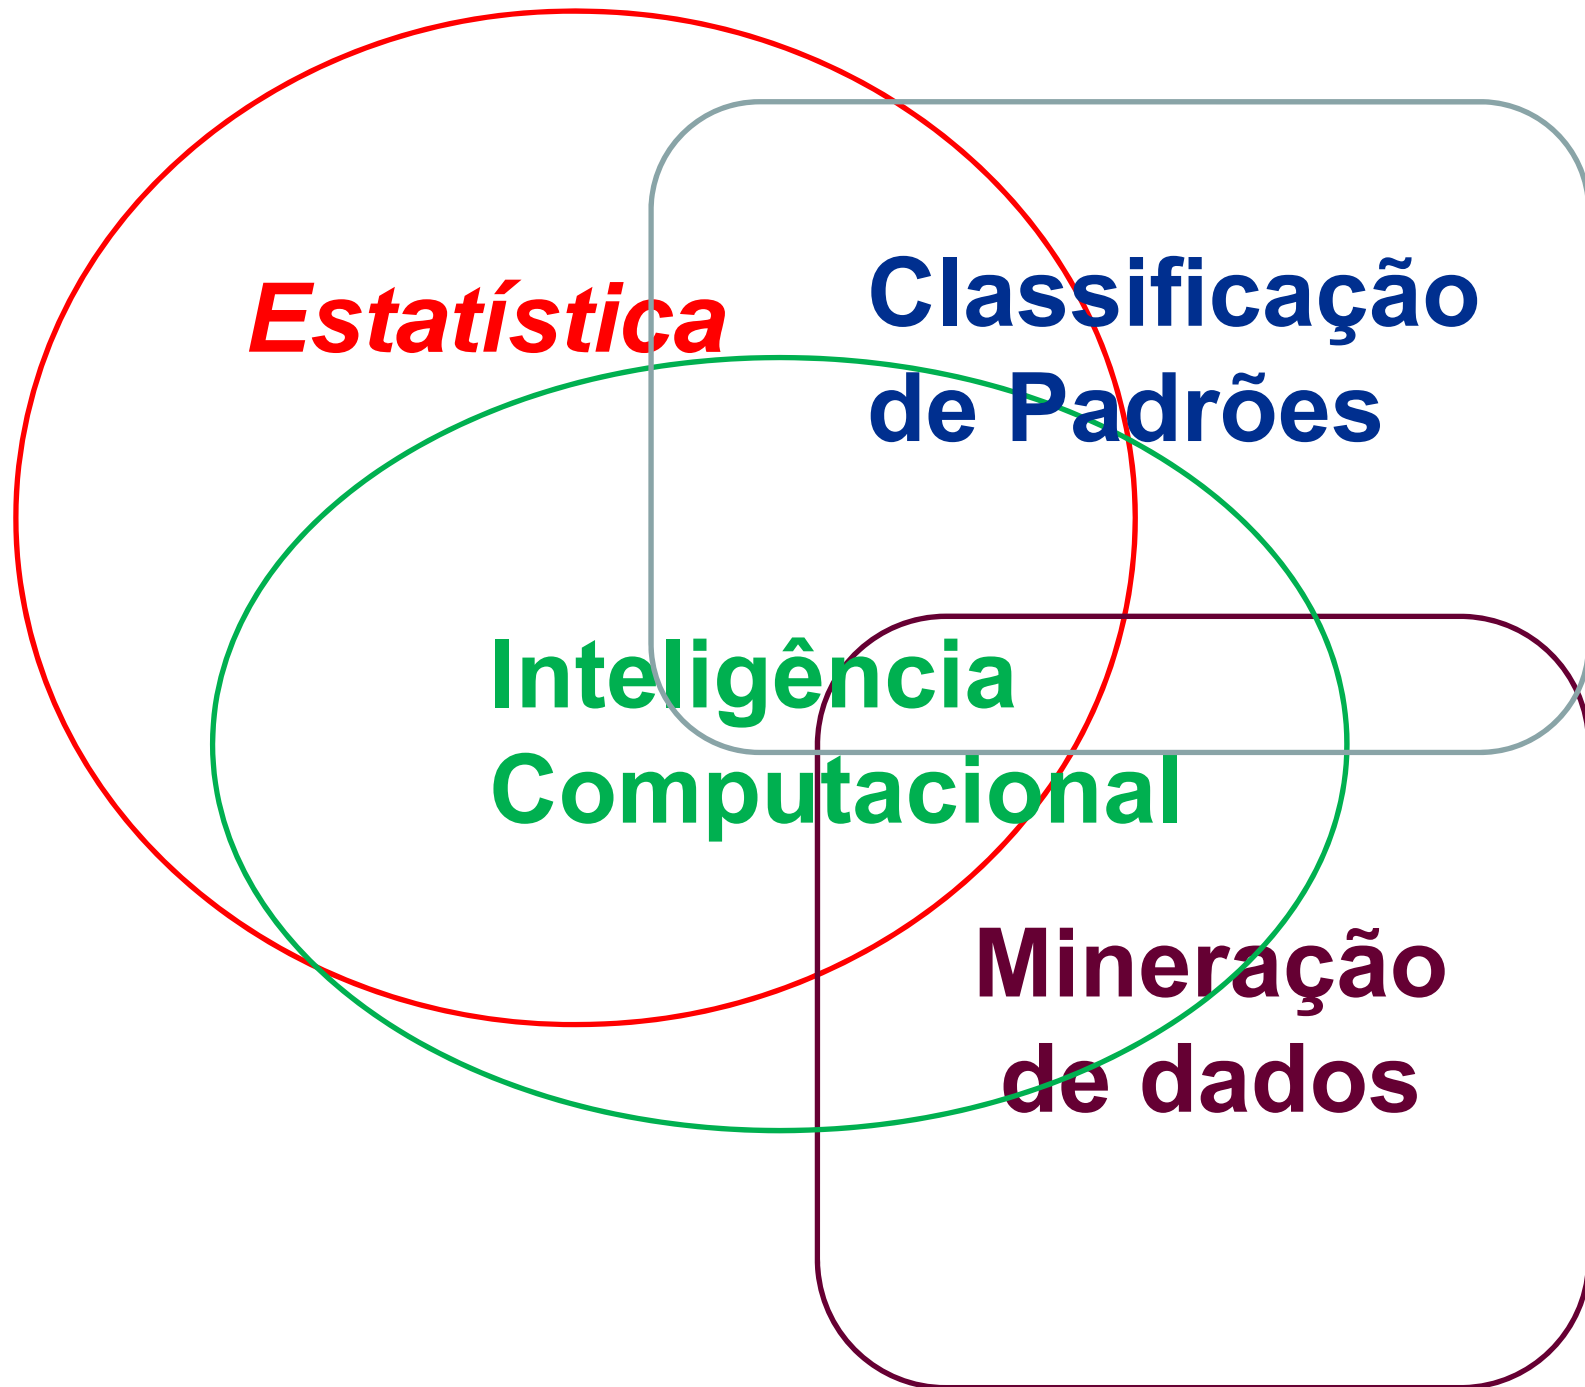 Estatística
Classificação
de Padrões
Inteligência
Computacional
Mineração
de dados